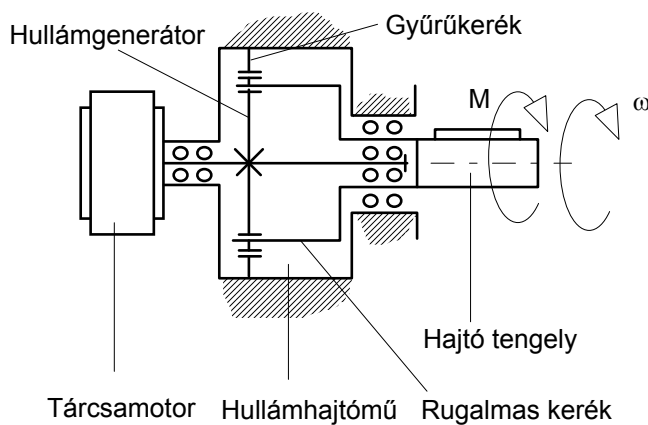 Gyűrűkerék
Hullámgenerátor
M
ω
Hajtó tengely
Tárcsamotor
Hullámhajtómű
Rugalmas kerék